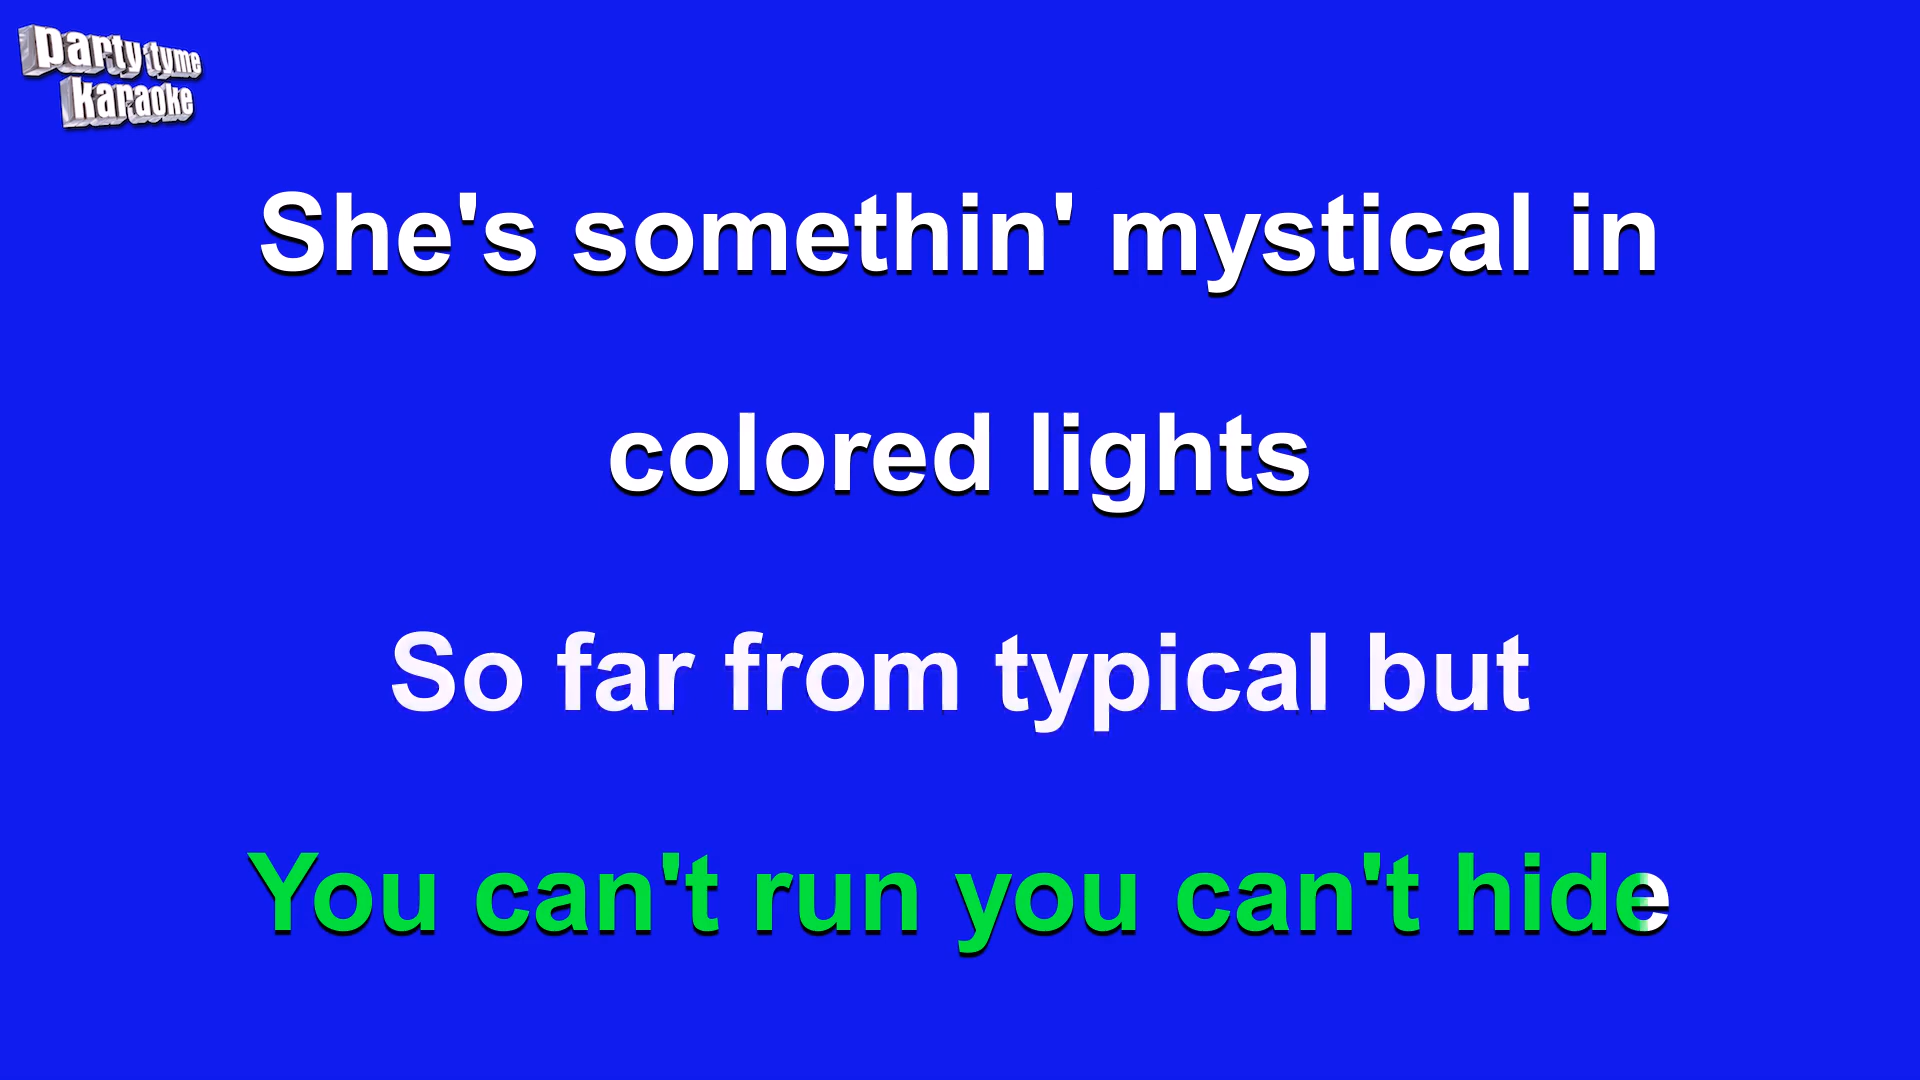 party tyme
karaoke
She's somethin' mystical in
colored lights
So far from typical but
You can't run you can't hide